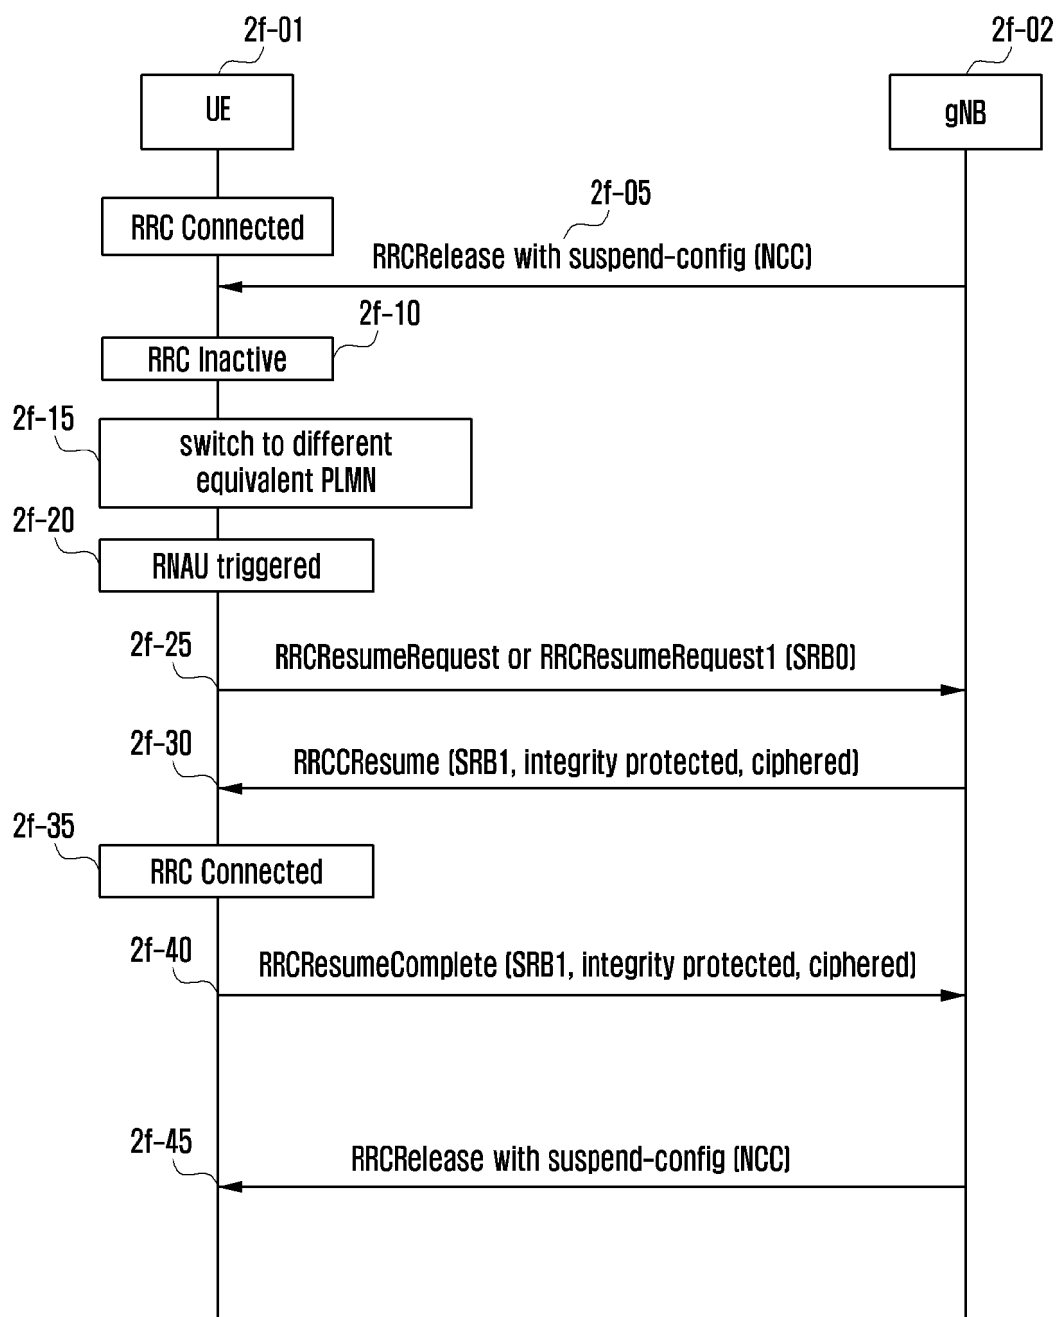 2f-01
2f-02
UE
gNB
2f-05
RRC Connected
RRCRelease with suspend-config (NCC)
2f-10
RRC Inactive
2f-15
switch to different
equivalent PLMN
2f-20
RNAU triggered
2f-25
RRCResumeRequest or RRCResumeRequest1 (SRB0)
2f-30
RRCCResume (SRB1, integrity protected, ciphered)
2f-35
RRC Connected
2f-40
RRCResumeComplete (SRB1, integrity protected, ciphered)
2f-45
RRCRelease with suspend-config (NCC)